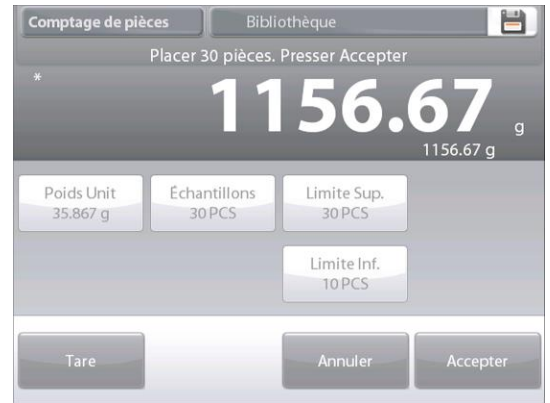 Comptage de pièces
Bibliothèque
Placer 30 pièces. Presser Accepter
*
1156.67 g
1156.67 g
Poids Unit
35.867 g
Échantillons
30 PCS
Limite Sup.
30 PCS
Limite Inf.
10 PCS
Tare
Annuler
Accepter